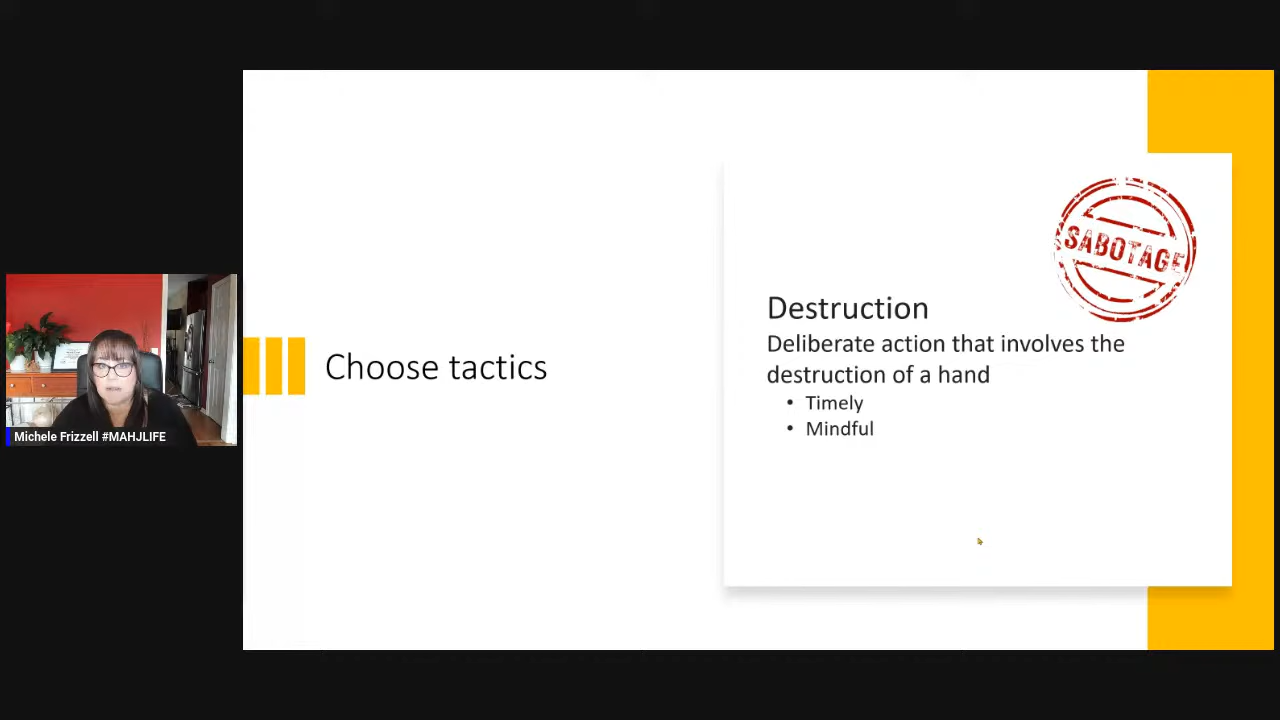 Choose tactics
SABOTAGE
Destruction
Deliberate action that involves the
destruction of a hand
• Timely
• Mindful
Michele Frizzell #MAHJLIFE